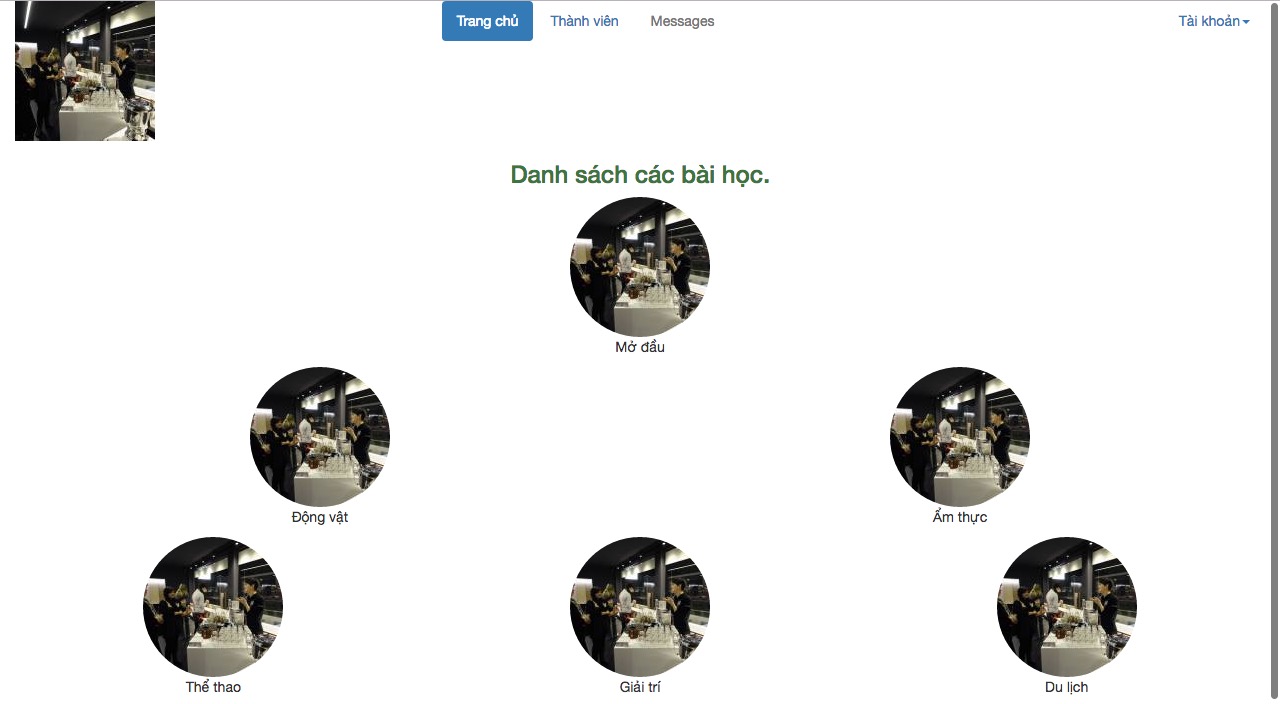 Trang chủ Thành viên Messages Tài khoản
Danh sách các bài học.
Mở đầu
Động vật Ẩm thực
Thể thao Giải trí Du lịch